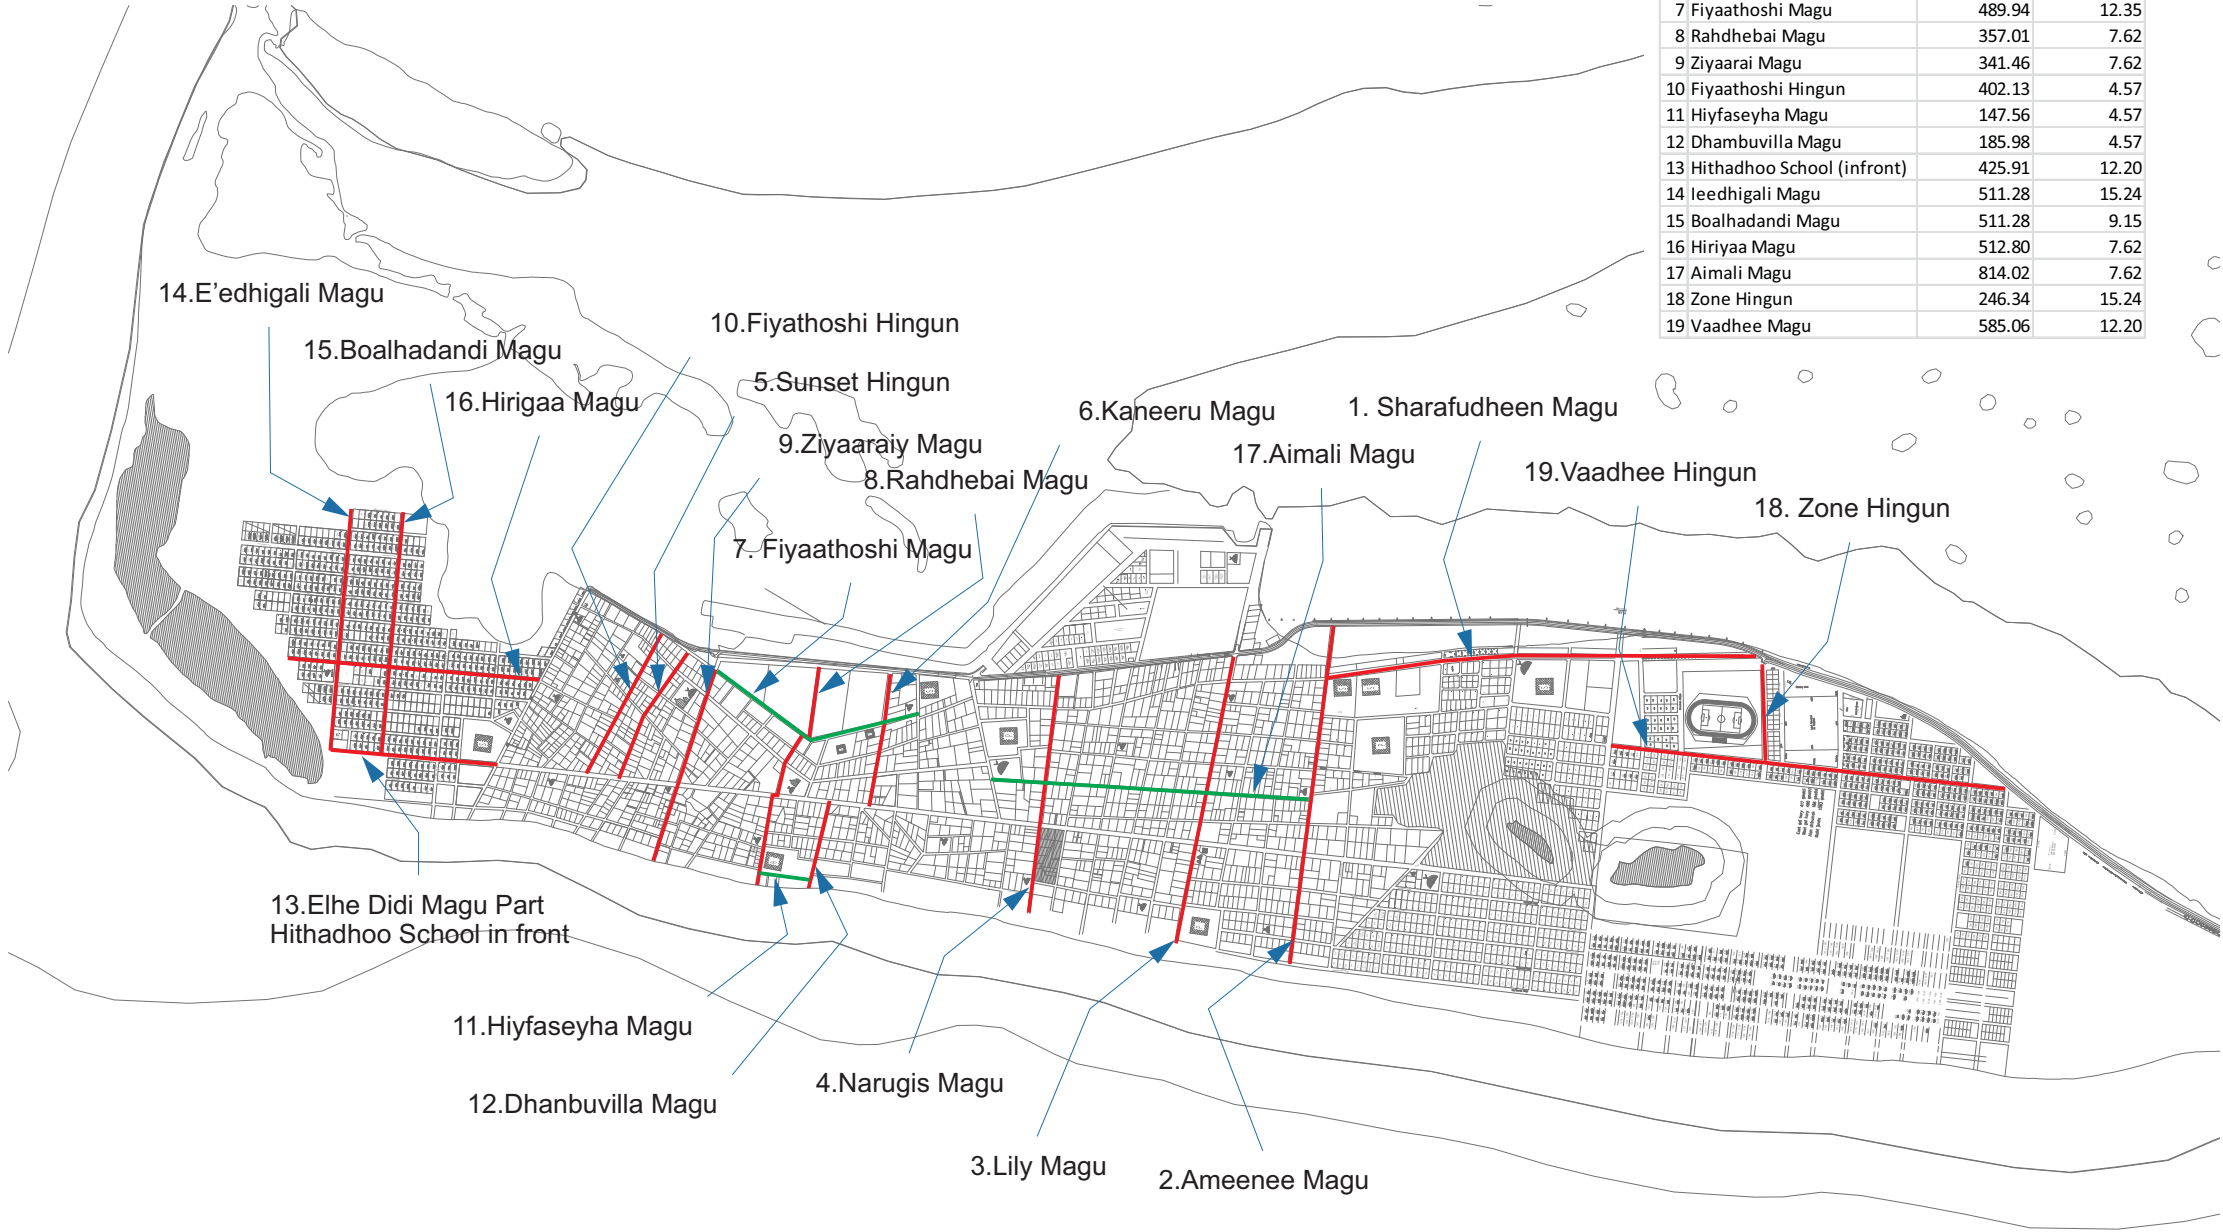 7 Fiyaathoshi Magu 489.94 12.35
8 Rahdhebai Magu 357.01 7.62
9 Ziyaarai Magu 341.46 7.62
10 Fiyaathoshi Hingun 402.13 4.57
11 Hiyfaseyha Magu 147.56 4.57
12 Dhambuvilla Magu 185.98 4.57
13 Hithadhoo School (infront) 425.91 12.20
14 Ieedhigali Magu 511.28 15.24
15 Boalhadandi Magu 511.28 9.15
16 Hiriyaa Magu 512.80 7.62
17 Aimali Magu 814.02 7.62
18 Zone Hingun 246.34 15.24
19 Vaadhee Magu 585.06 12.20
14.E'edhigali Magu
15.Boalhadandi Magu
16.Hirigaa Magu
10.Fiyathoshi Hingun
5.Sunset Hingun
9.Ziyaaraiy Magu
8.Rahdhebai Magu
7. Fiyaathoshi Magu
6.Kaneeru Magu
17.Aimali Magu
1. Sharafudheen Magu
19.Vaadhee Hingun
18. Zone Hingun
13.Elhe Didi Magu Part
Hithadhoo School in front
11.Hiyfaseyha Magu
12.Dhanbuvilla Magu
4.Narugis Magu
3.Lily Magu
2.Ameenee Magu